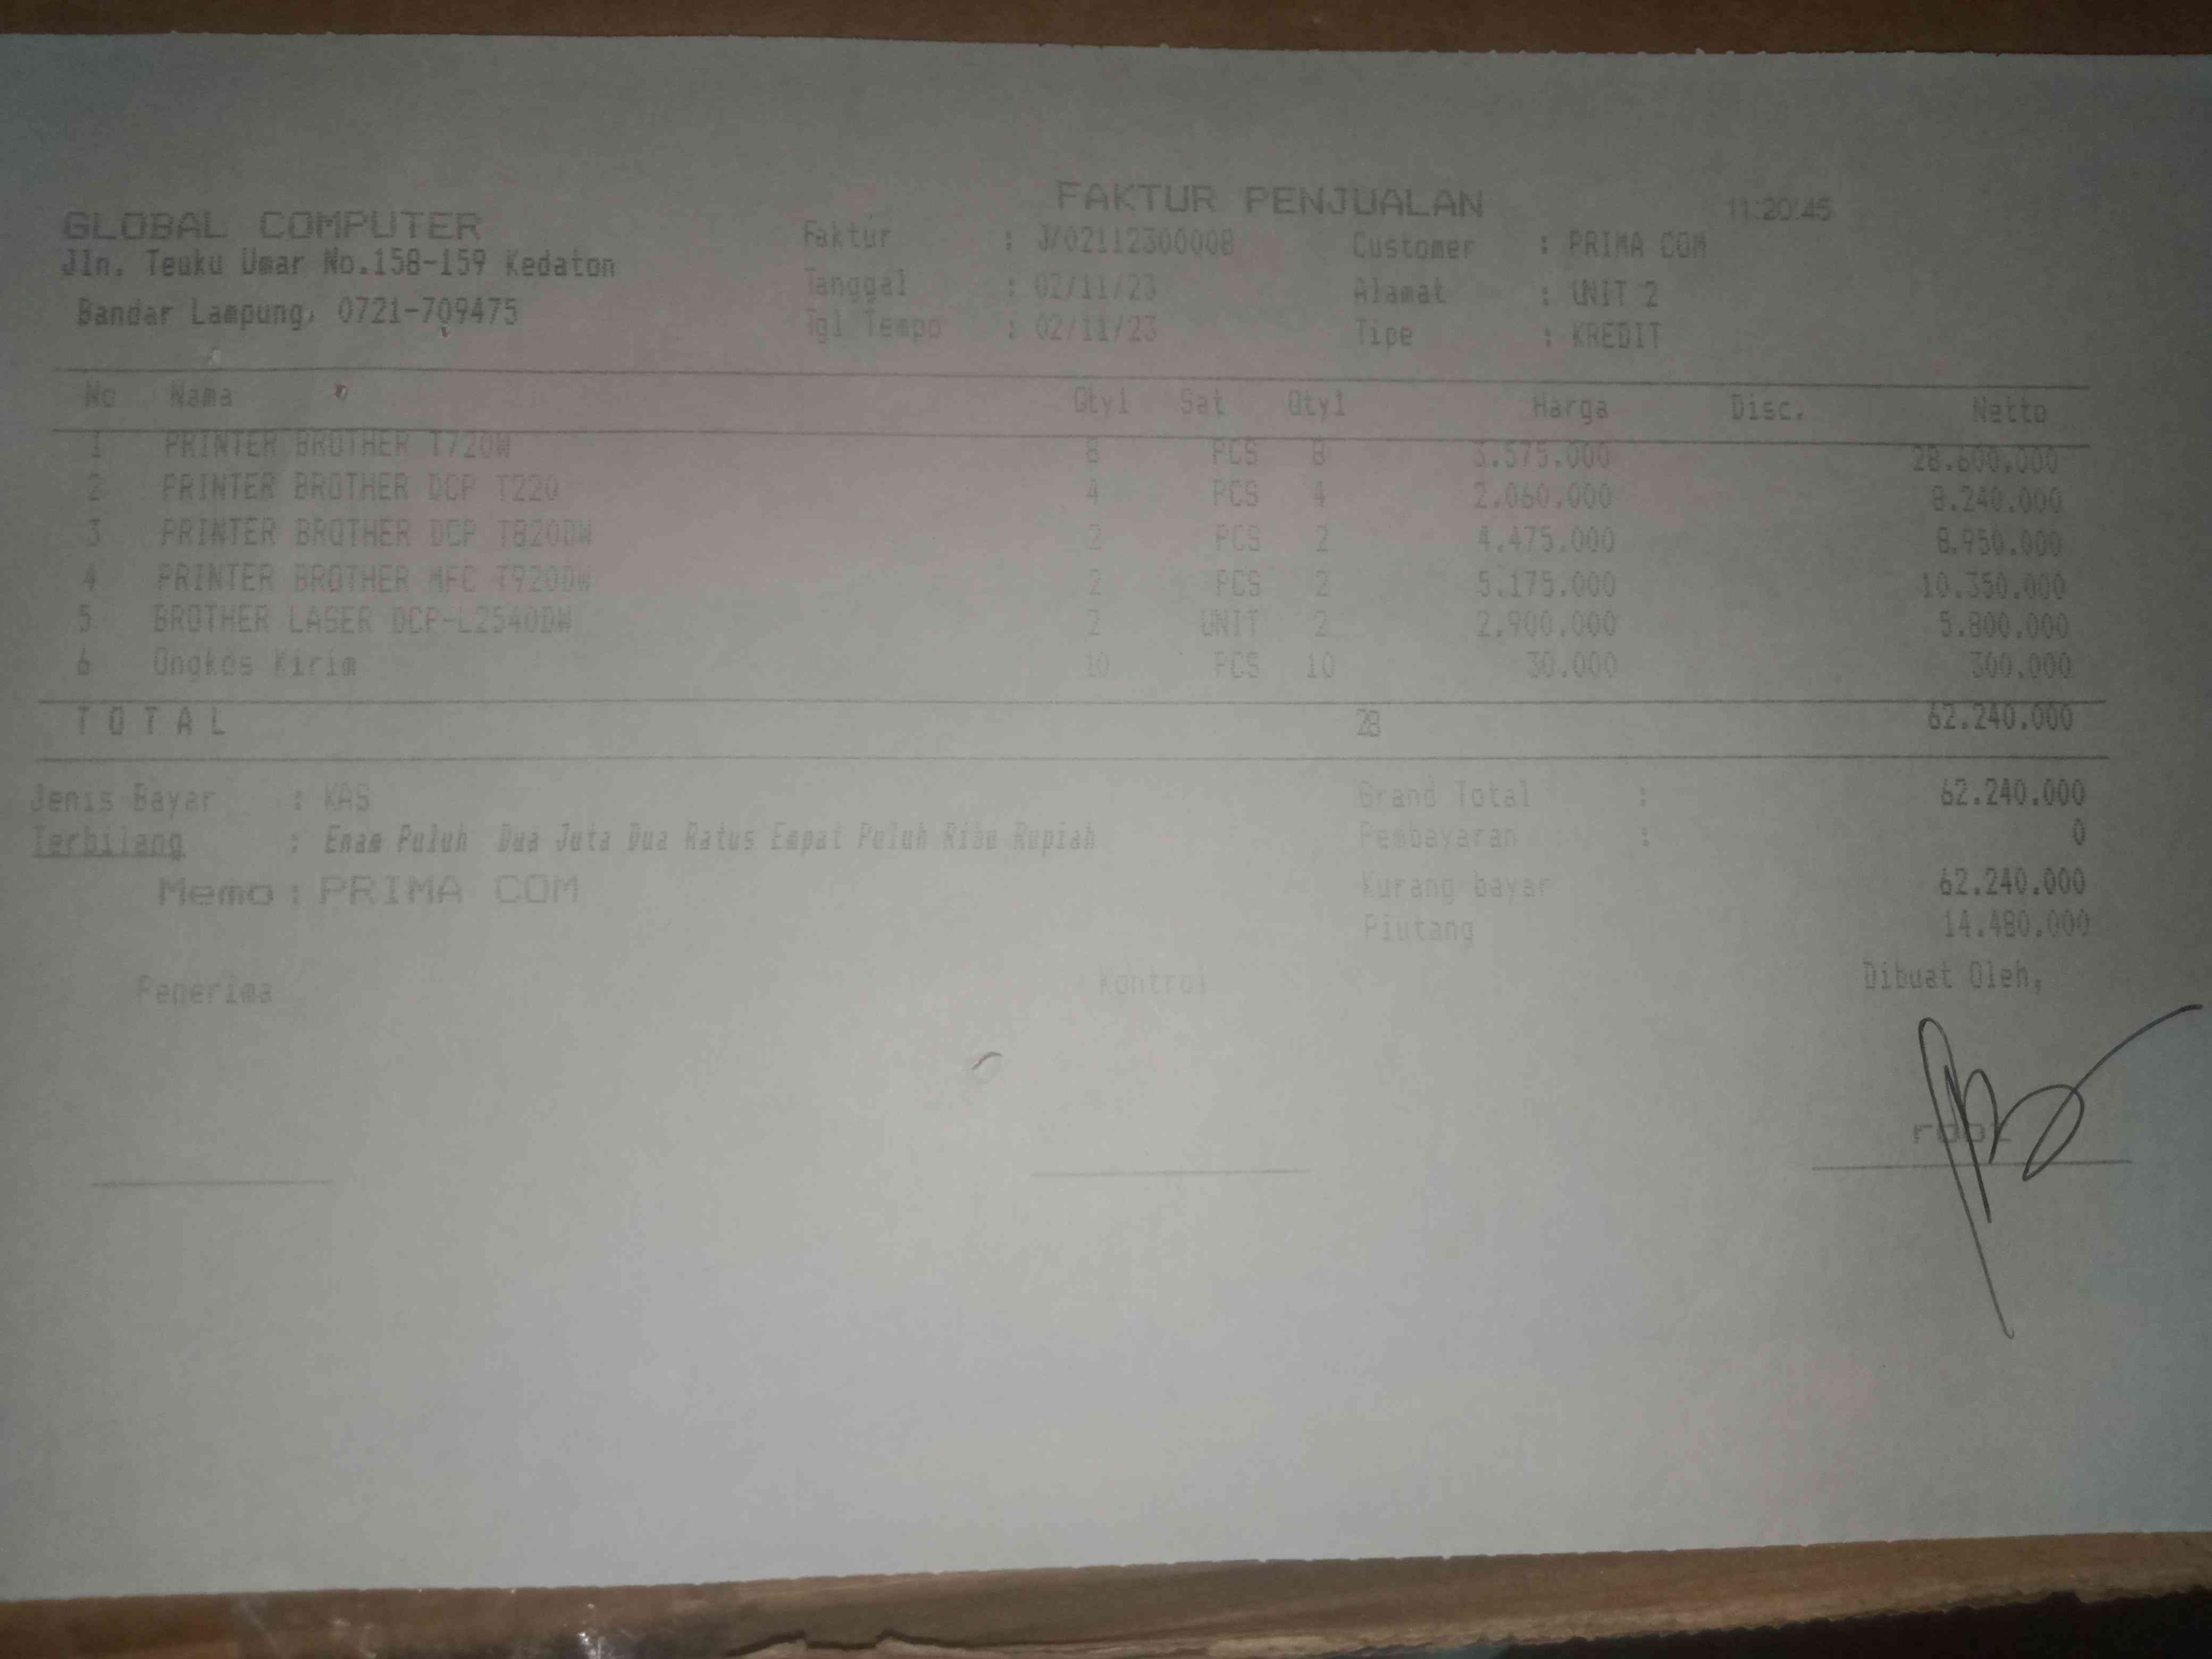 FAKTUR PENJUALAN 11:20:45
GLOBAL COMPUTER
Jln. Teuku Umar No.158-159 Kedaton
Bandar Lampung, 0721-709475
Faktur : J/02112300008 Customer : PRIMA COM
Tanggal : 02/11/23 Alamat : UNIT 2
Tgl Tempo : 02/11/23 Tipe : KREDIT
No Nama Qty1 Sat Qty1 Harga Disc. Netto
1 PRINTER BROTHER T720W 8 PCS 8 3.575.000 28.600.000
2 PRINTER BROTHER DCP T220 4 PCS 4 2.060.000 8.240.000
3 PRINTER BROTHER DCP T820DW 2 PCS 2 4.475.000 8.950.000
4 PRINTER BROTHER MFC T920DW 2 PCS 2 5.175.000 10.350.000
5 BROTHER LASER DCP-L2540DW 2 UNIT 2 2.900.000 5.800.000
6 Ongkos Kirim 10 PCS 10 30.000 300.000
T O T A L 28 62.240.000
Jenis Bayar : KAS Grand Total : 62.240.000
Terbilang : Enam Puluh Dua Juta Dua Ratus Empat Puluh Ribu Rupiah Pembayaran : 0
Memo : PRIMA COM Kurang bayar 62.240.000
Piutang 14.480.000
Penerima Kontrol Dibuat Oleh,
root